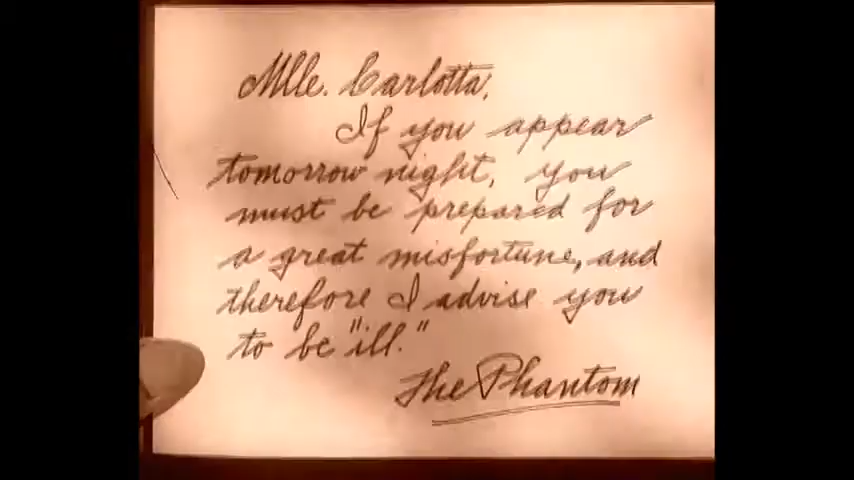 Mlle. Carlotta,
If you appear
tomorrow night, you
must be prepared for
a great misfortune, and
therefore I advise you
to be "ill."
The Phantom